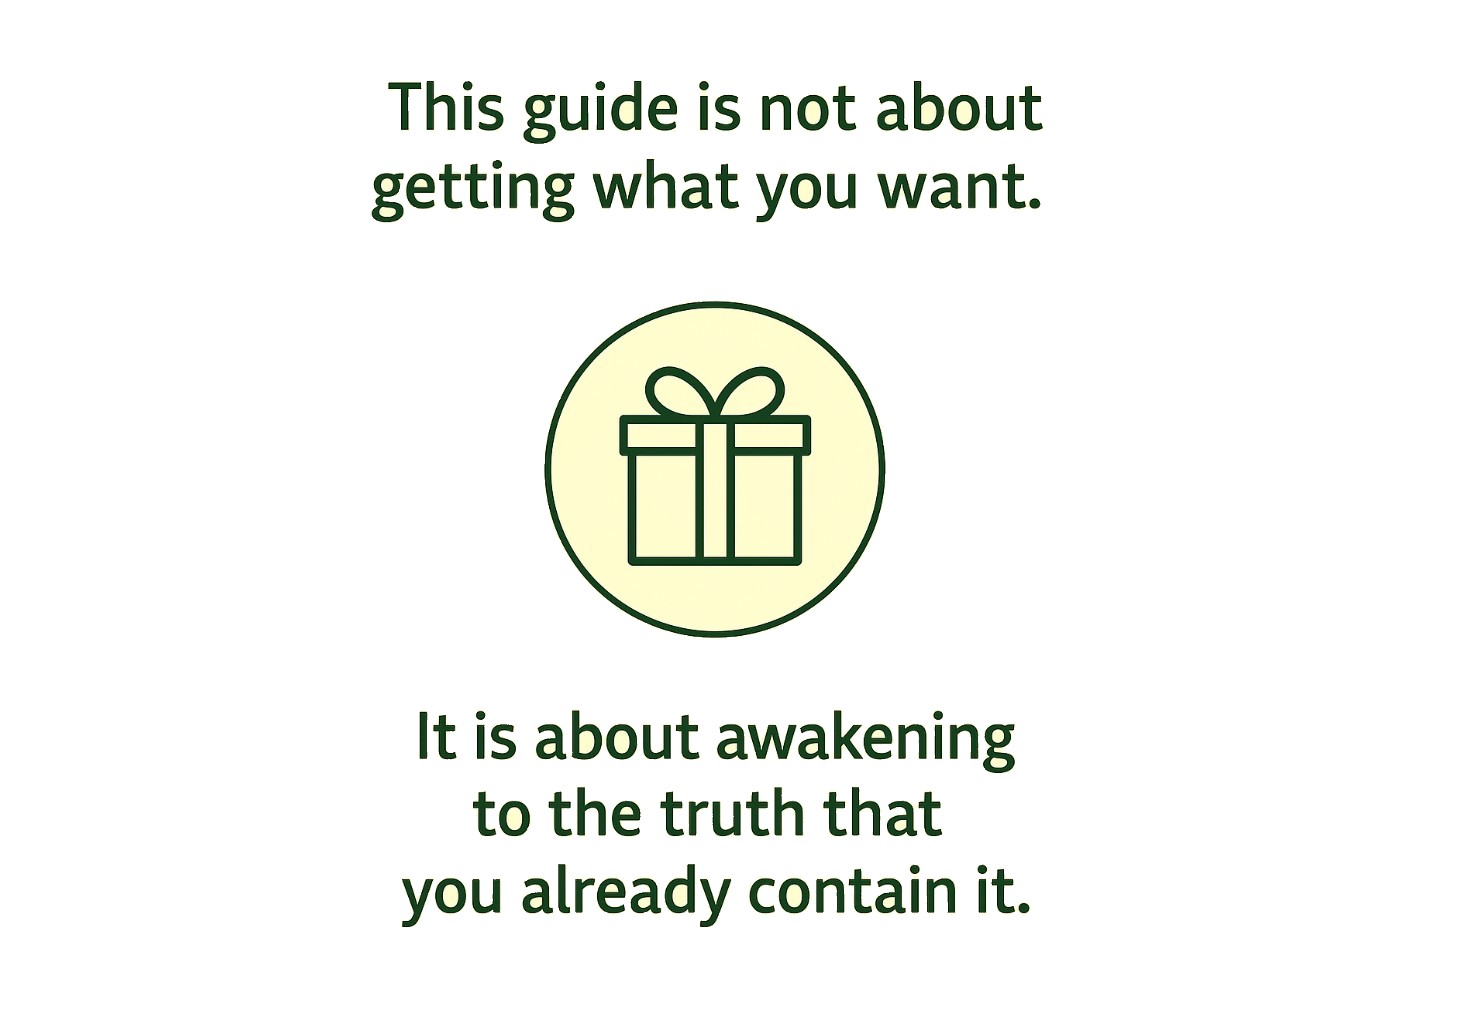 This guide is not about
getting what you want.
It is about awakening
to the truth that
you already contain it.